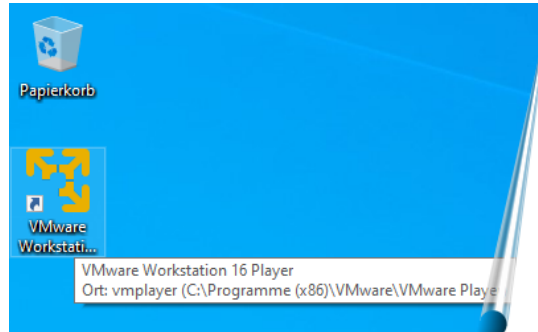 Papierkorb
VMware
Workstati...
VMware Workstation 16 Player
Ort: vmplayer (C:\Programme (x86)\VMware\VMware Playe